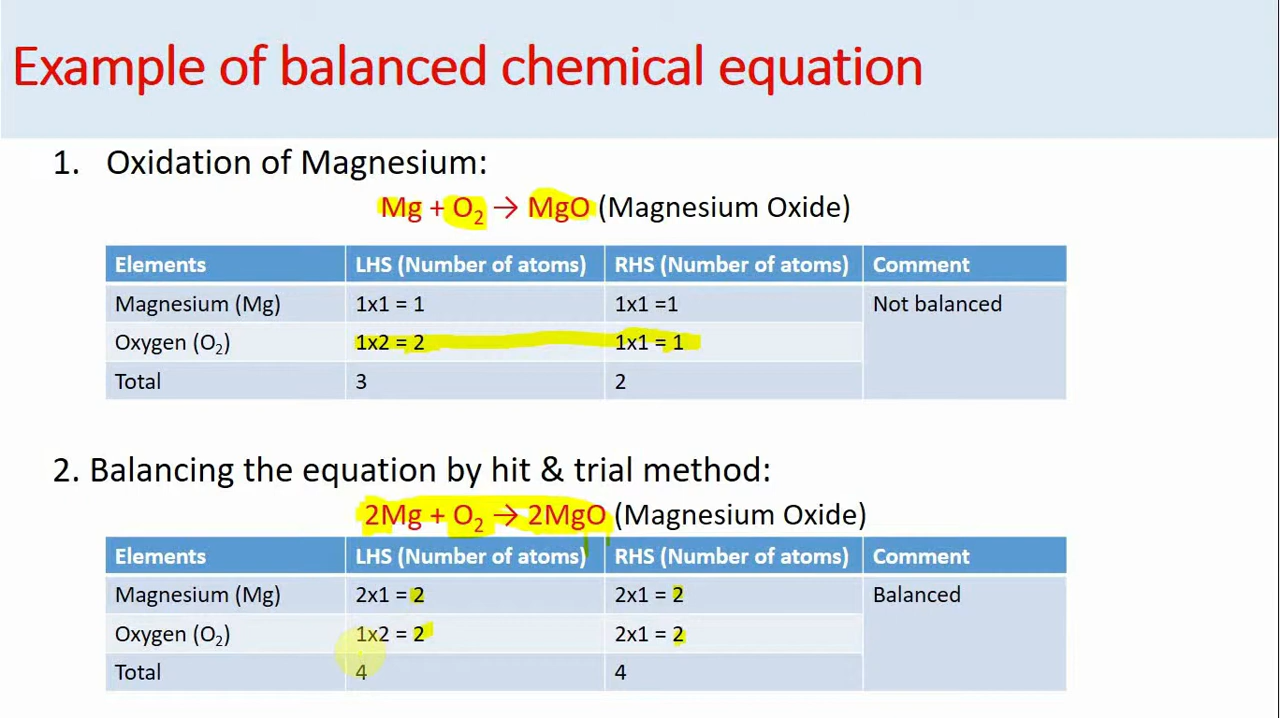 Example of balanced chemical equation
1. Oxidation of Magnesium:
Mg + O₂ → MgO (Magnesium Oxide)
Elements LHS (Number of atoms) RHS (Number of atoms) Comment
Magnesium (Mg) 1x1 = 1 1x1 =1 Not balanced
Oxygen (O₂) 1x2 = 2 1x1 = 1
Total 3 2
2. Balancing the equation by hit & trial method:
2Mg + O₂ → 2MgO (Magnesium Oxide)
Elements LHS (Number of atoms) RHS (Number of atoms) Comment
Magnesium (Mg) 2x1 = 2 2x1 = 2 Balanced
Oxygen (O₂) 1x2 = 2 2x1 = 2
Total 4 4